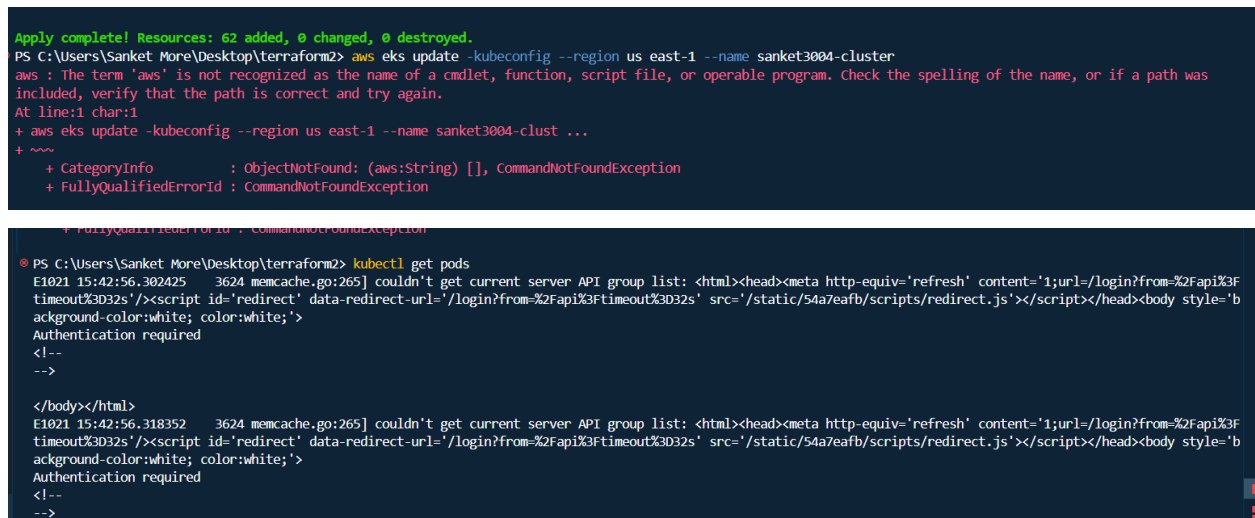 Apply complete! Resources: 62 added, 0 changed, 0 destroyed.
PS C:\Users\Sanket More\Desktop\terraform2> aws eks update -kubeconfig --region us east-1 --name sanket3004-cluster
aws : The term 'aws' is not recognized as the name of a cmdlet, function, script file, or operable program. Check the spelling of the name, or if a path was
included, verify that the path is correct and try again.
At line:1 char:1
+ aws eks update -kubeconfig --region us east-1 --name sanket3004-clust ...
+ ~~~
    + CategoryInfo          : ObjectNotFound: (aws:String) [], CommandNotFoundException
    + FullyQualifiedErrorId : CommandNotFoundException
    + FullyQualifiedErrorId : CommandNotFoundException
PS C:\Users\Sanket More\Desktop\terraform2> kubectl get pods
E1021 15:42:56.302425    3624 memcache.go:265] couldn't get current server API group list: <html><head><meta http-equiv='refresh' content='1;url=/login?from=%2Fapi%3F
timeout%3D32s'/><script id='redirect' data-redirect-url='/login?from=%2Fapi%3Ftimeout%3D32s' src='/static/54a7eafb/scripts/redirect.js'></script></head><body style='b
ackground-color:white; color:white;'>
Authentication required
<!--
-->
</body></html>
E1021 15:42:56.318352    3624 memcache.go:265] couldn't get current server API group list: <html><head><meta http-equiv='refresh' content='1;url=/login?from=%2Fapi%3F
timeout%3D32s'/><script id='redirect' data-redirect-url='/login?from=%2Fapi%3Ftimeout%3D32s' src='/static/54a7eafb/scripts/redirect.js'></script></head><body style='b
ackground-color:white; color:white;'>
Authentication required
<!--
-->